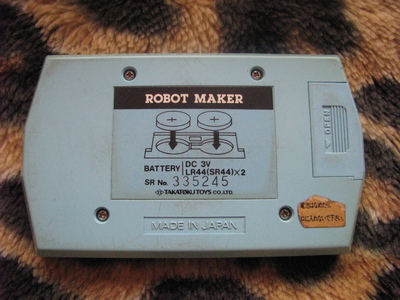 ROBOT MAKER
OPEN
BATTERY DC 3V
LR44(SR44)×2
SR No. 335245
TAKATOKU TOYS CO.,LTD.
MADE IN JAPAN